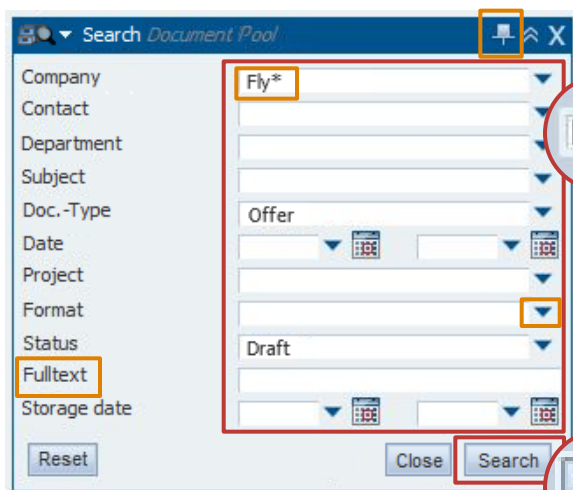 Search Document Pool X
Company Fly*
Contact
Department
Subject
Doc.-Type Offer
Date
Project
Format
Status Draft
Fulltext
Storage date
Reset Close Search